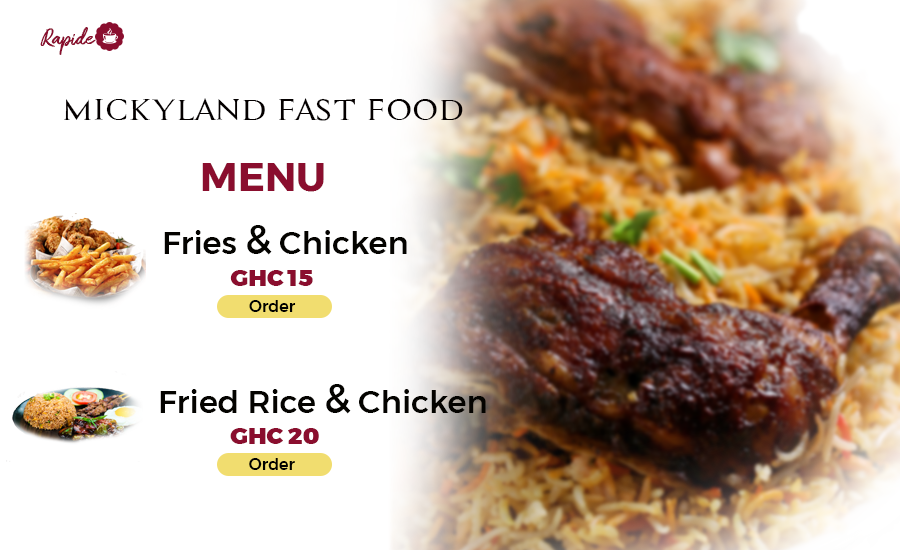 Rapide
MICKYLAND FAST FOOD
MENU
Fries & Chicken
GHC 15
Order
Fried Rice & Chicken
GHC 20
Order